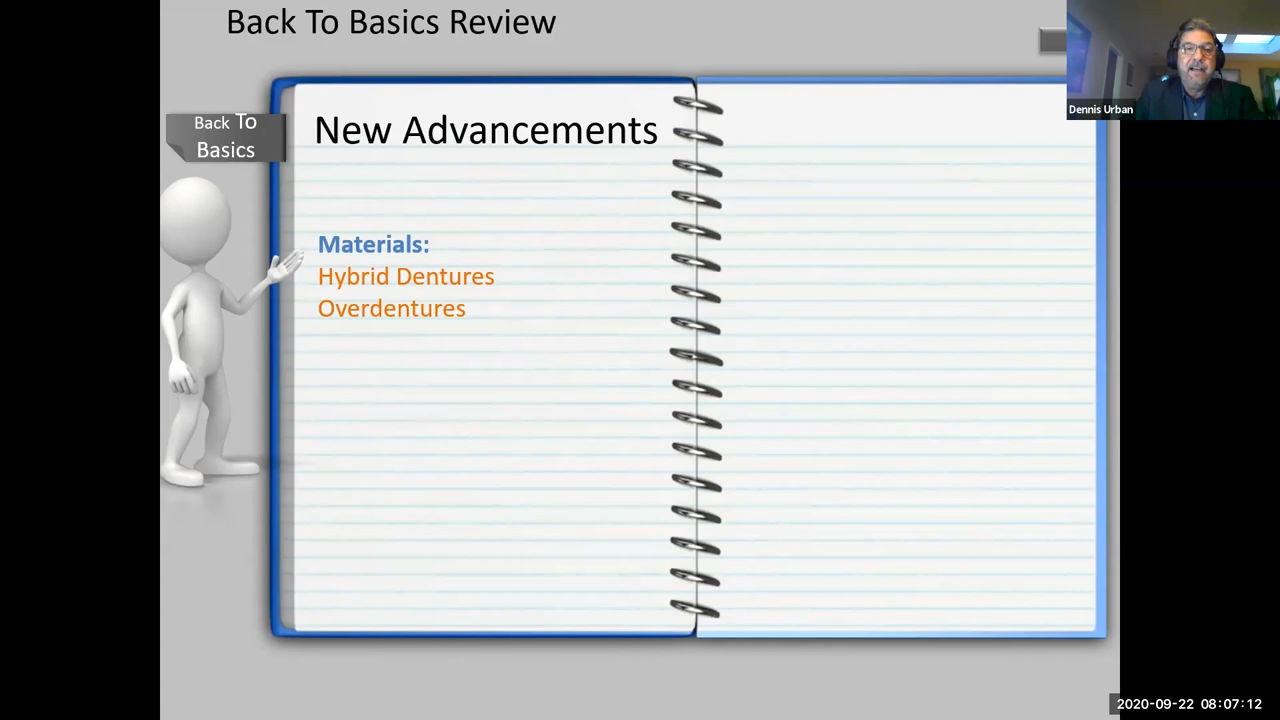 Back To Basics Review
Dennis Urban
Back To
Basics
New Advancements
Materials:
Hybrid Dentures
Overdentures
2020-09-22 08:07:12